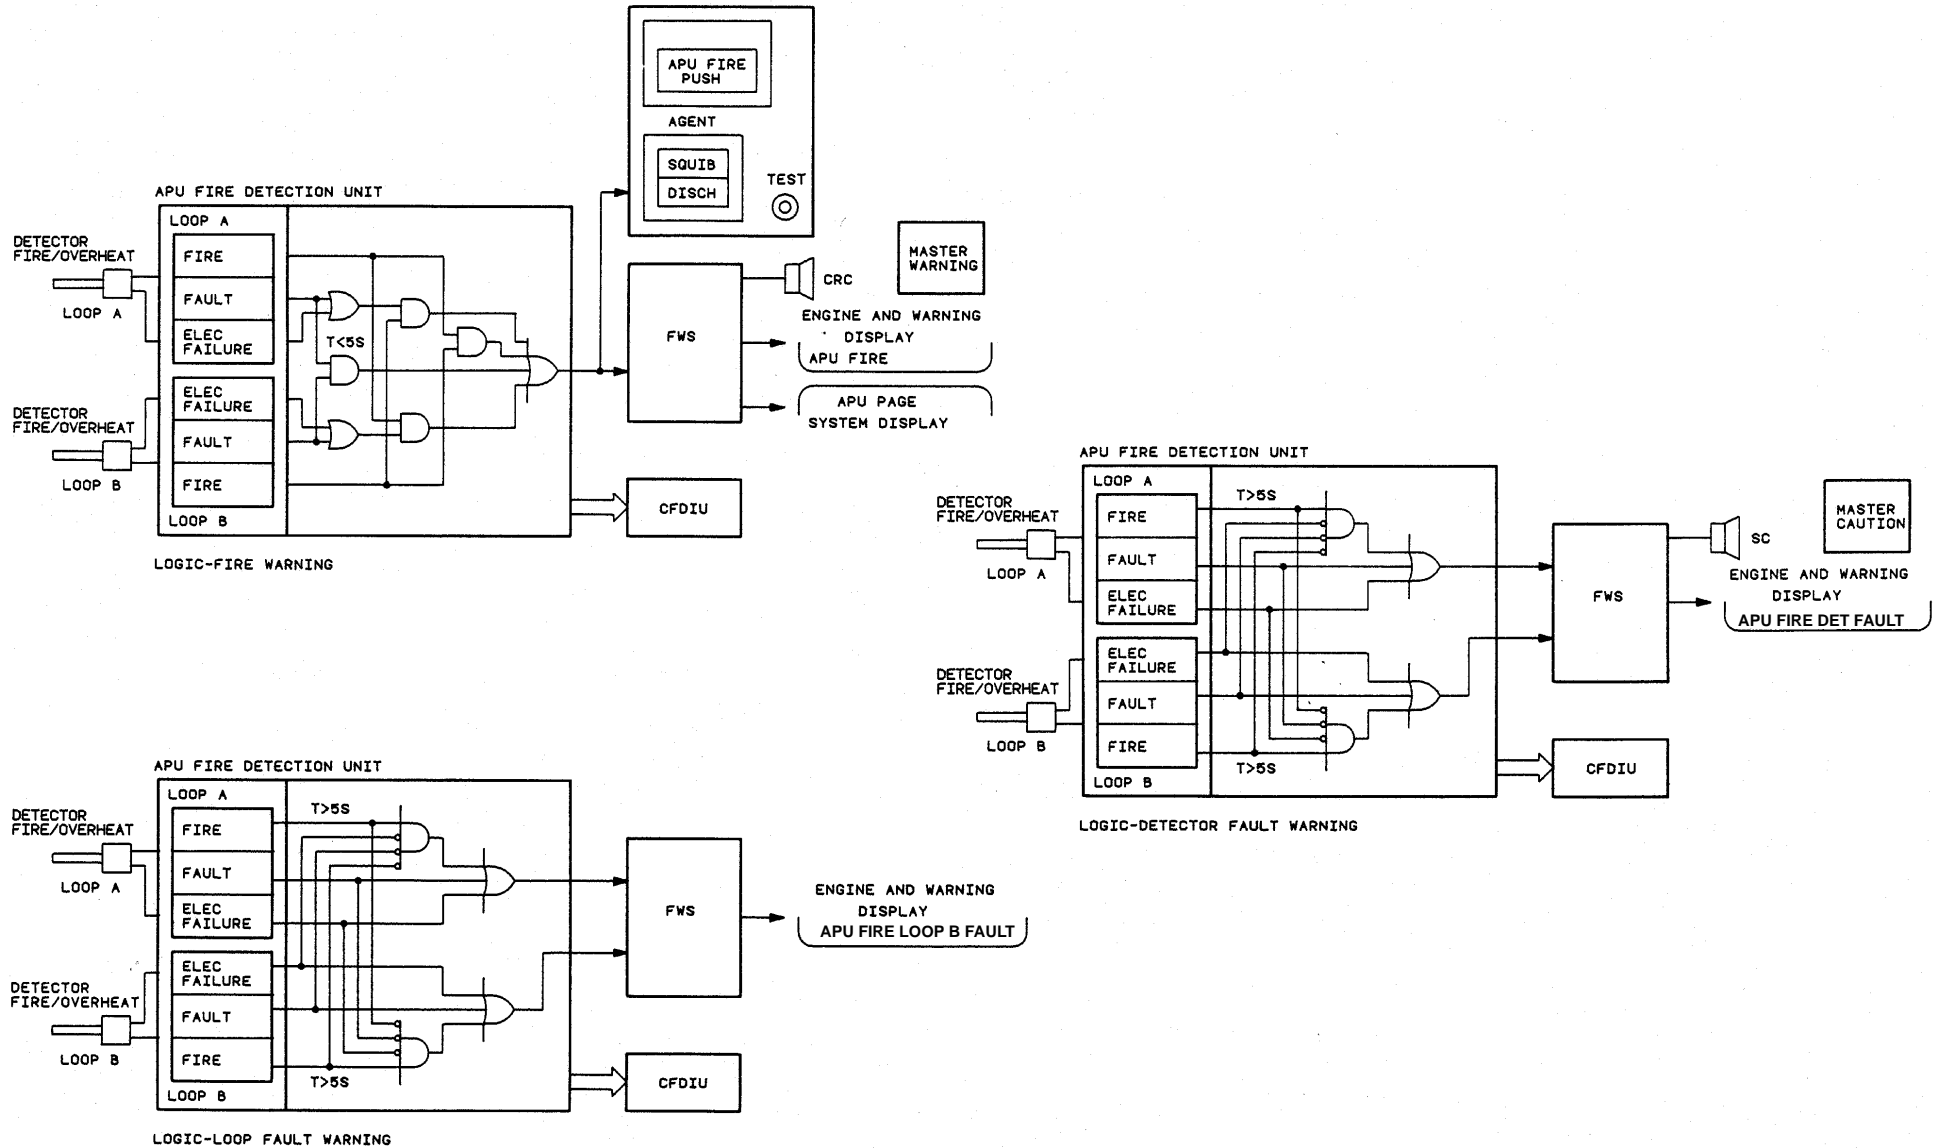 APU FIRE
PUSH
AGENT
SQUIB
DISCH
TEST
APU FIRE DETECTION UNIT
LOOP A
DETECTOR
FIRE/OVERHEAT
LOOP A
FIRE
FAULT
ELEC
FAILURE
T<5S
ELEC
FAILURE
FAULT
FIRE
LOOP B
DETECTOR
FIRE/OVERHEAT
LOOP B
FWS
CRC
MASTER
WARNING
ENGINE AND WARNING
DISPLAY
APU FIRE
APU PAGE
SYSTEM DISPLAY
CFDIU
LOGIC-FIRE WARNING
APU FIRE DETECTION UNIT
LOOP A
DETECTOR
FIRE/OVERHEAT
LOOP A
FIRE
FAULT
ELEC
FAILURE
T>5S
ELEC
FAILURE
FAULT
FIRE
LOOP B
T>5S
DETECTOR
FIRE/OVERHEAT
LOOP B
FWS
SC
MASTER
CAUTION
ENGINE AND WARNING
DISPLAY
APU FIRE DET FAULT
CFDIU
LOGIC-DETECTOR FAULT WARNING
APU FIRE DETECTION UNIT
LOOP A
DETECTOR
FIRE/OVERHEAT
LOOP A
FIRE
FAULT
ELEC
FAILURE
T>5S
ELEC
FAILURE
FAULT
FIRE
LOOP B
T>5S
DETECTOR
FIRE/OVERHEAT
LOOP B
FWS
ENGINE AND WARNING
DISPLAY
APU FIRE LOOP B FAULT
CFDIU
LOGIC-LOOP FAULT WARNING